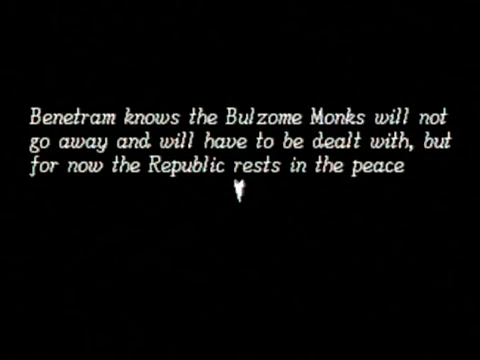 Benetram knows the Bulzome Monks will not
go away and will have to be dealt with, but
for now the Republic rests in the peace